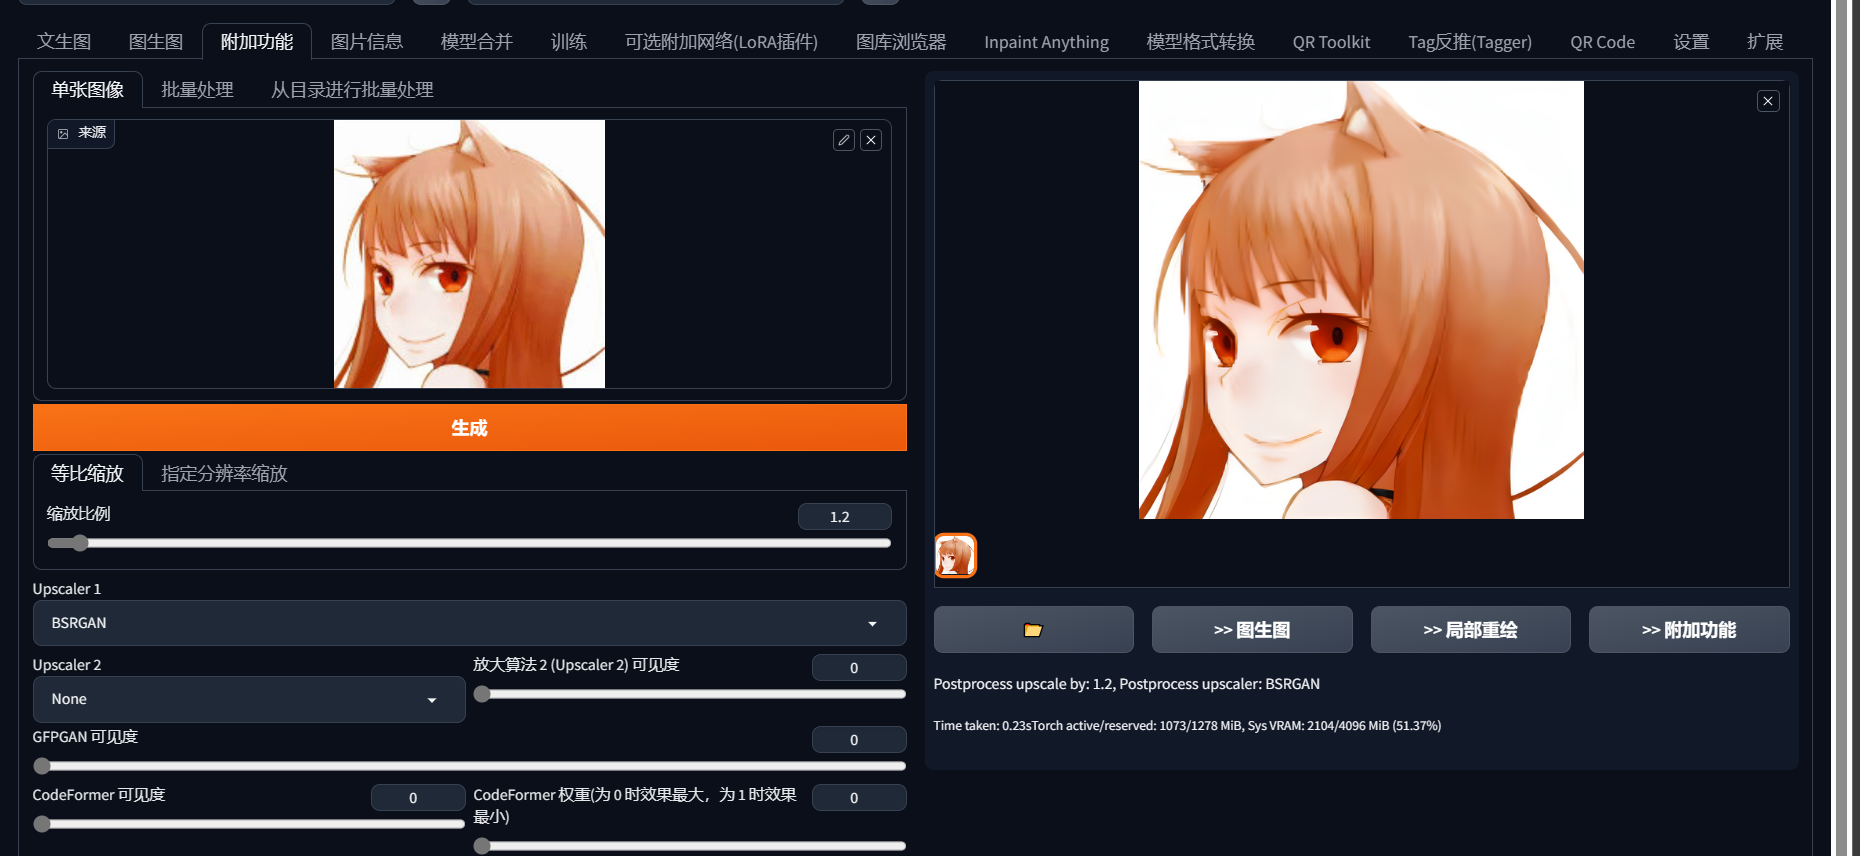 文生图 图生图 附加功能 图片信息 模型合并 训练 可选附加网络(LoRA插件) 图库浏览器 Inpaint Anything 模型格式转换 QR Toolkit Tag反推(Tagger) QR Code 设置 扩展
单张图像 批量处理 从目录进行批量处理
来源
生成
等比缩放 指定分辨率缩放
缩放比例 1.2
Upscaler 1
BSRGAN
Upscaler 2
None
放大算法 2 (Upscaler 2) 可见度 0
GFPGAN 可见度 0
CodeFormer 可见度 0
CodeFormer 权重(为 0 时效果最大，为 1 时效果
最小) 0
>> 图生图 >> 局部重绘 >> 附加功能
Postprocess upscale by: 1.2, Postprocess upscaler: BSRGAN
Time taken: 0.23sTorch active/reserved: 1073/1278 MiB, Sys VRAM: 2104/4096 MiB (51.37%)